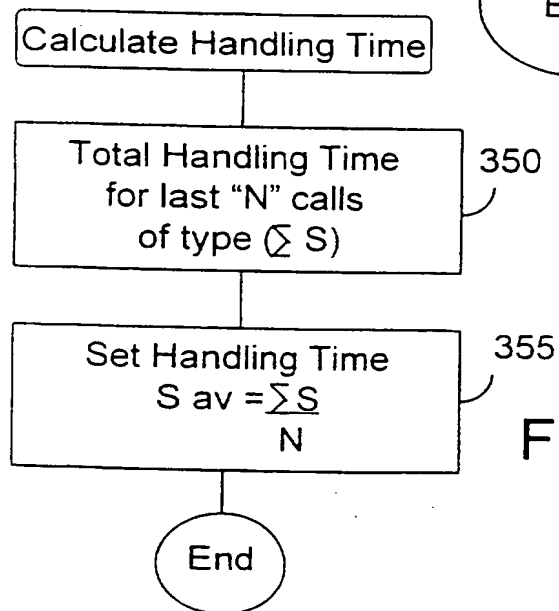 E
Calculate Handling Time
Total Handling Time
for last “N” calls
of type (∑ S)
350
Set Handling Time
S av = ∑S
N
355
F
End